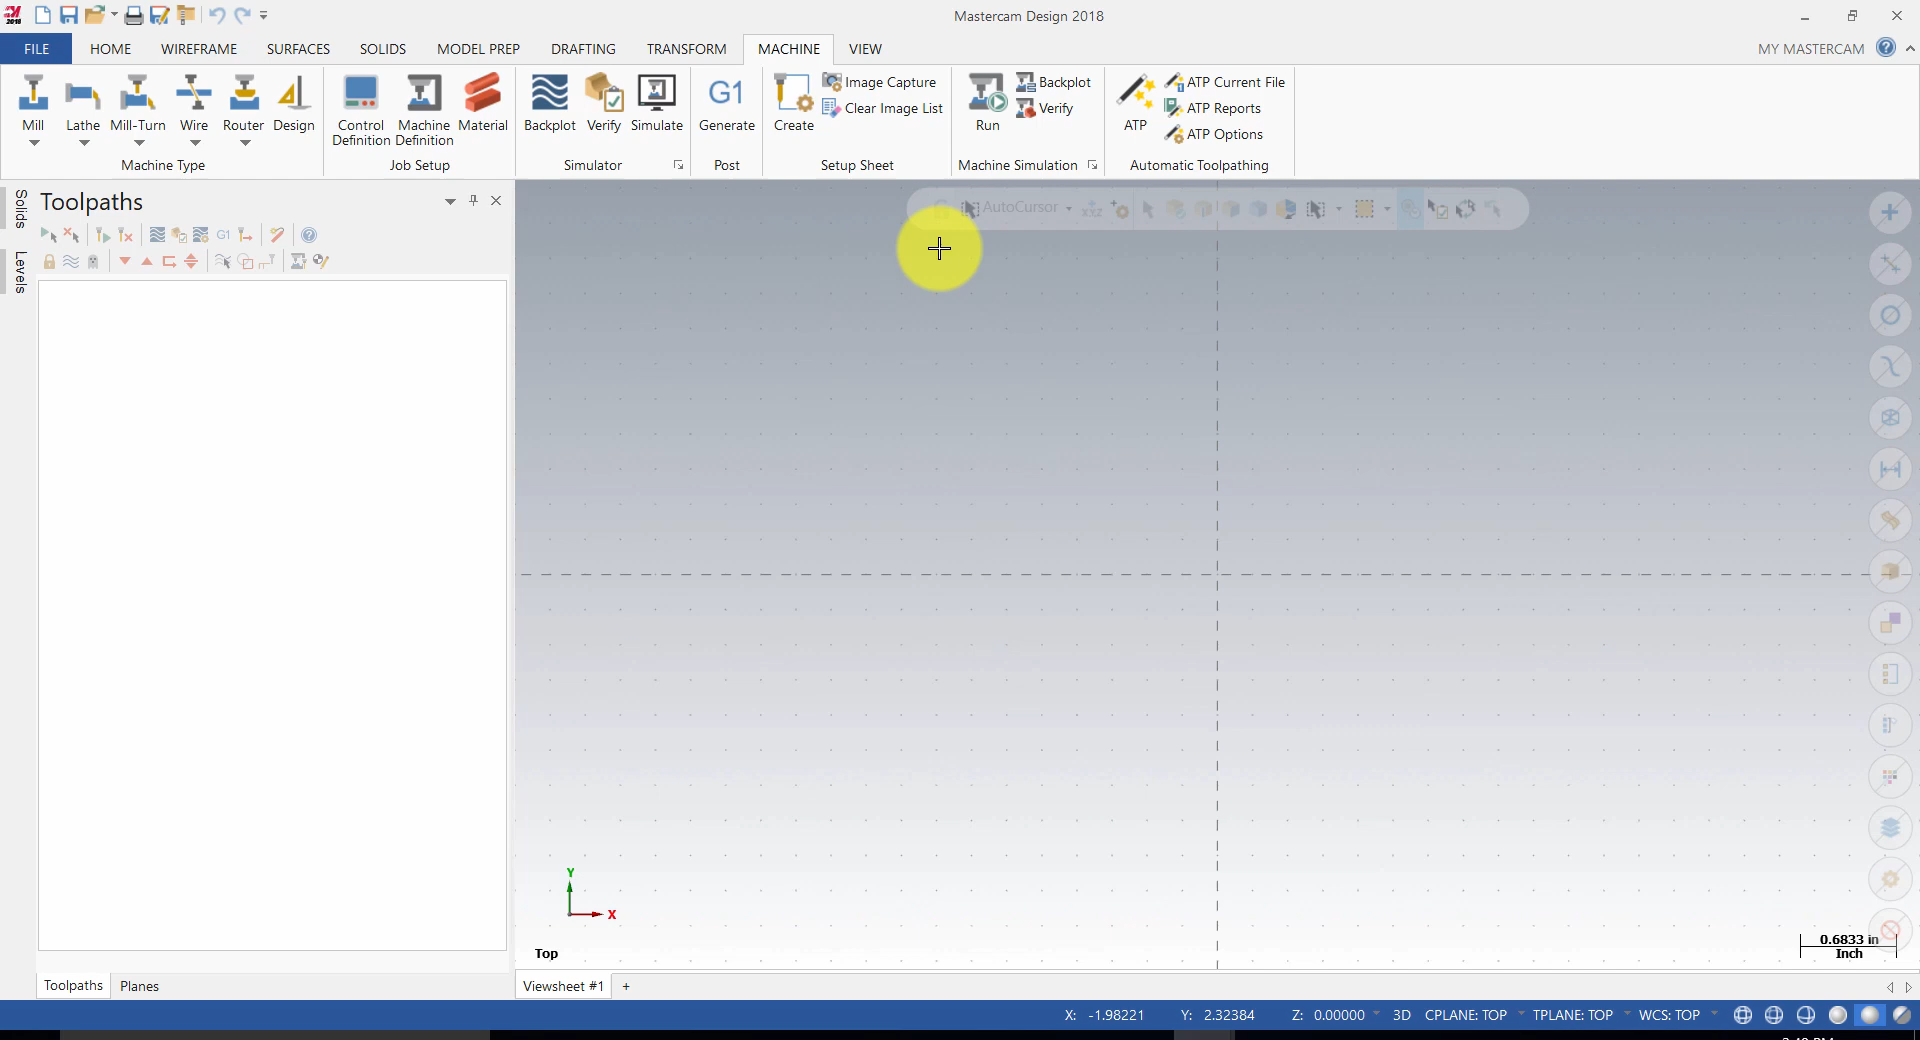 2018
Mastercam Design 2018
FILE HOME WIREFRAME SURFACES SOLIDS MODEL PREP DRAFTING TRANSFORM MACHINE VIEW MY MASTERCAM
Mill Lathe Mill-Turn Wire Router Design
Machine Type
Control Definition Machine Definition Material
Job Setup
Backplot Verify Simulate
Simulator
G1
Generate
Post
Create Image Capture
Clear Image List
Setup Sheet
Run Backplot
Verify
Machine Simulation
ATP ATP Current File
ATP Reports
ATP Options
Automatic Toolpathing
Solids
Levels
Toolpaths
G1
AutoCursor
XYZ
Y
X
Top
0.6833 in
Inch
Toolpaths Planes
Viewsheet #1 +
X: -1.98221 Y: 2.32384 Z: 0.00000 3D CPLANE: TOP TPLANE: TOP WCS: TOP